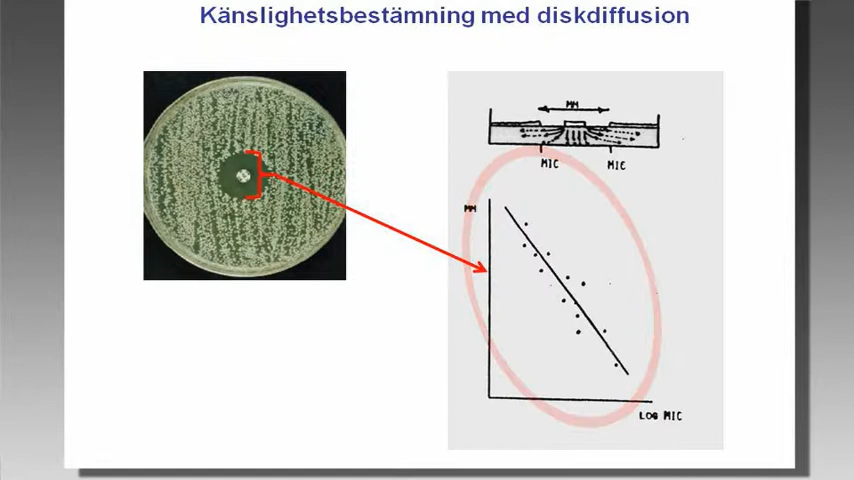 Känslighetsbestämning med diskdiffusion
MM
MIC MIC
MM
LOG MIC